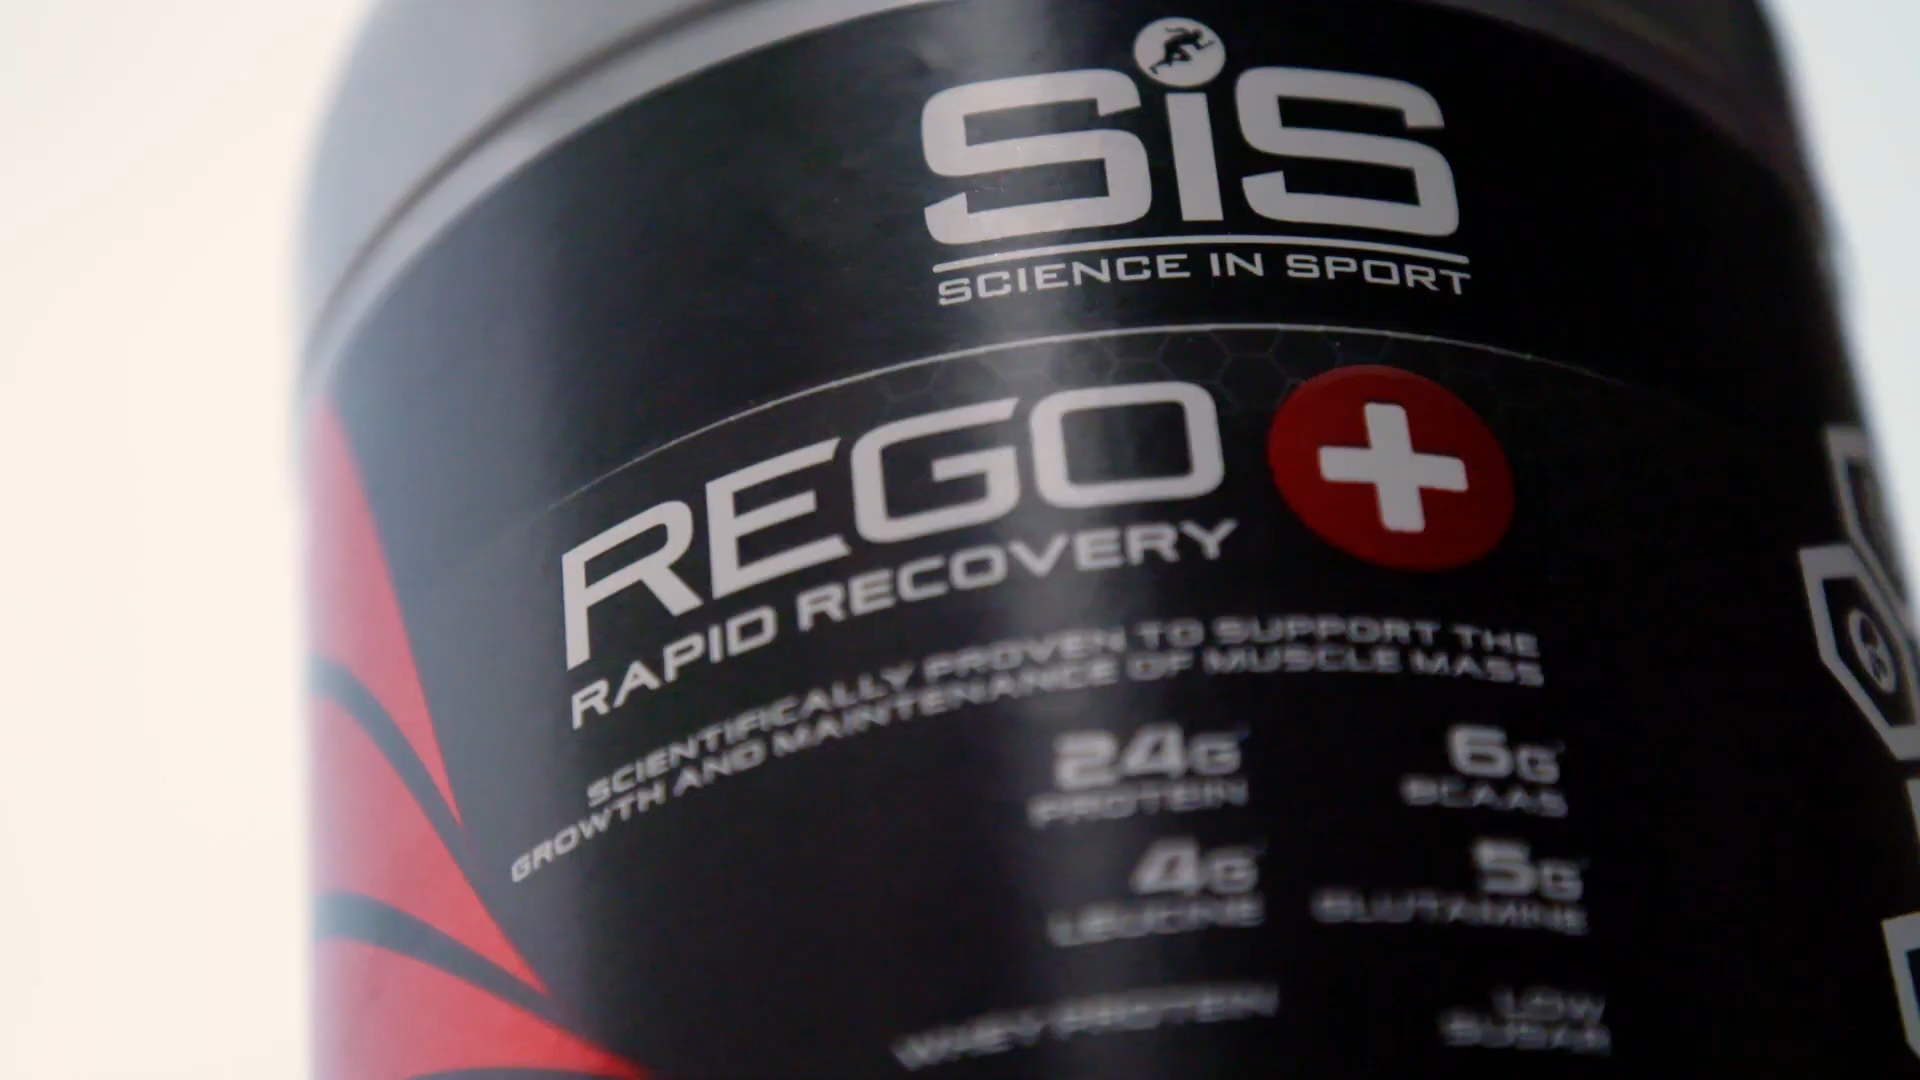 SiS
SCIENCE IN SPORT
REGO +
RAPID RECOVERY
SCIENTIFICALLY PROVEN TO SUPPORT THE
GROWTH AND MAINTENANCE OF MUSCLE MASS
24G 6G
PROTEIN BCAAS
4G 5G
LEUCINE GLUTAMINE
WHEY PROTEIN LOW
SUGAR